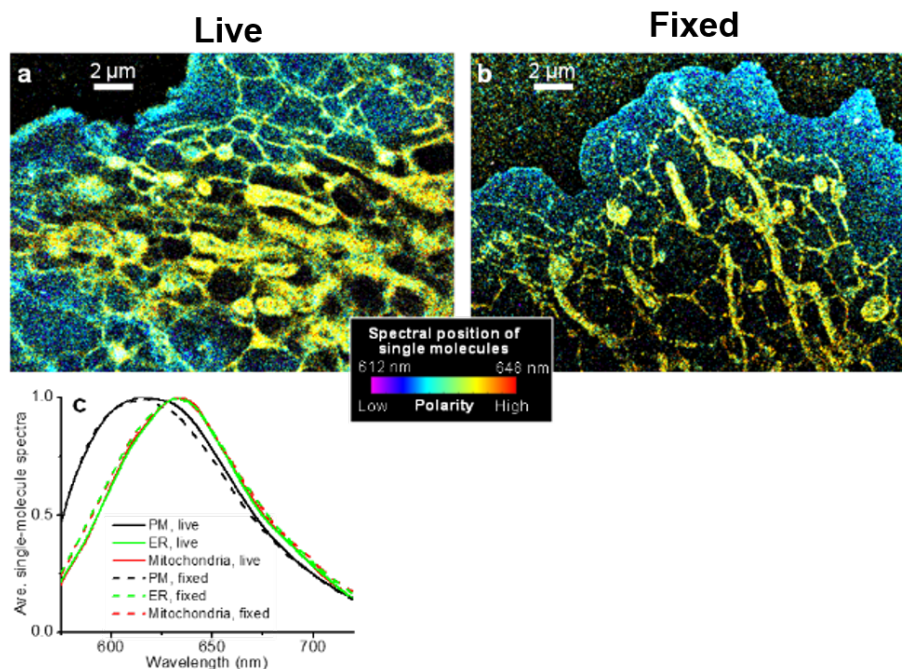 Live
Fixed
a
2 μm
b
2 μm
Spectral position of
single molecules
612 nm 648 nm
Low Polarity High
C
Ave. single-molecule spectra
1.0
0.5
0.0
PM, live
ER, live
Mitochondria, live
PM, fixed
ER, fixed
Mitochondria, fixed
600 650 700
Wavelength (nm)